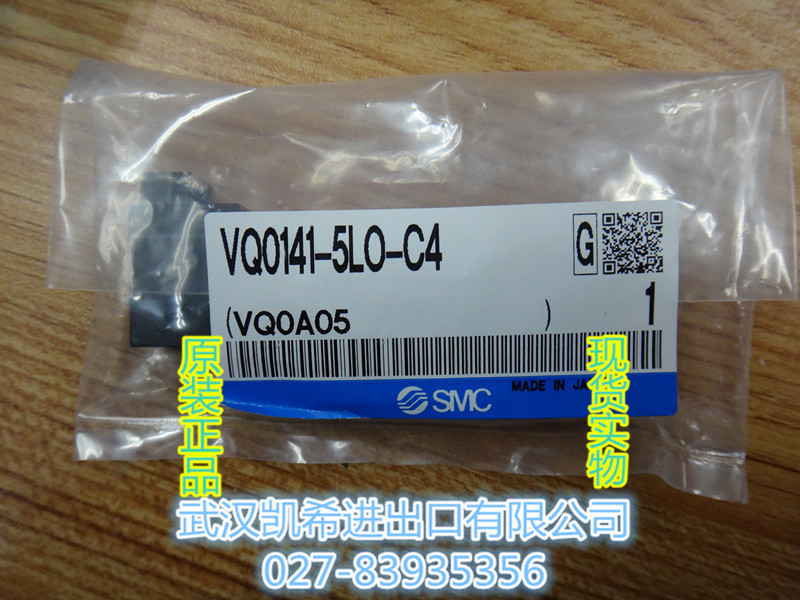 VQ0141-5LO-C4
G
(VQ0A05 )
1
SMC
MADE IN JA
原装正品
现货实物
武汉凯希进出口有限公司
027-83935356